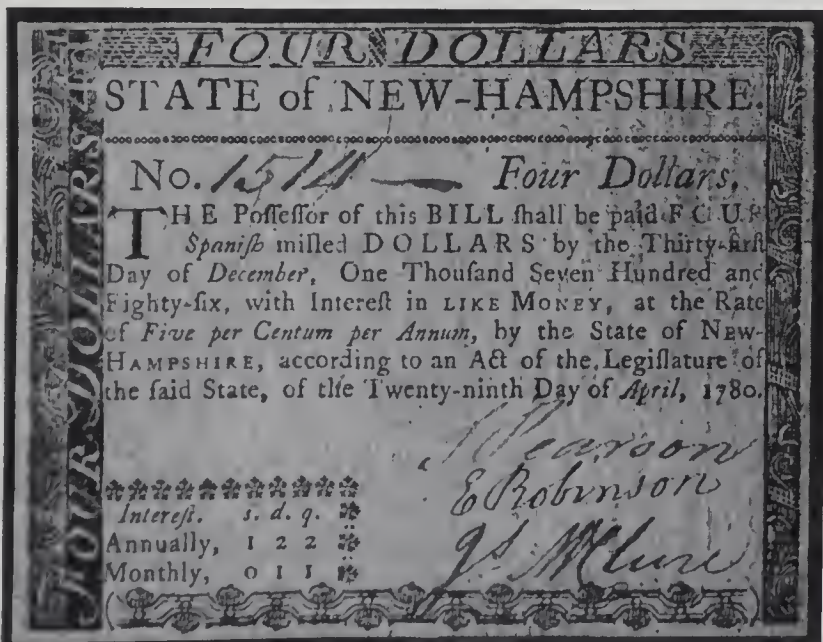 FOUR DOLLARS
STATE of NEW-HAMPSHIRE.
No. 1514 — Four Dollars.
THE Poſſeſſor of this BILL ſhall be paid FOUR
Spaniſh milled DOLLARS by the Thirty-firſt
Day of December, One Thouſand Seven Hundred and
Eighty-ſix, with Intereſt in LIKE MONEY, at the Rate
of Five per Centum per Annum, by the State of NEW-
HAMPSHIRE, according to an Act of the Legiſlature of
the ſaid State, of the Twenty-ninth Day of April, 1780.
J Pearson
E Robinson
Js McClure
Intereſt. s. d. q.
Annually, 1 2 2
Monthly, 0 1 1
FOUR DOLLARS